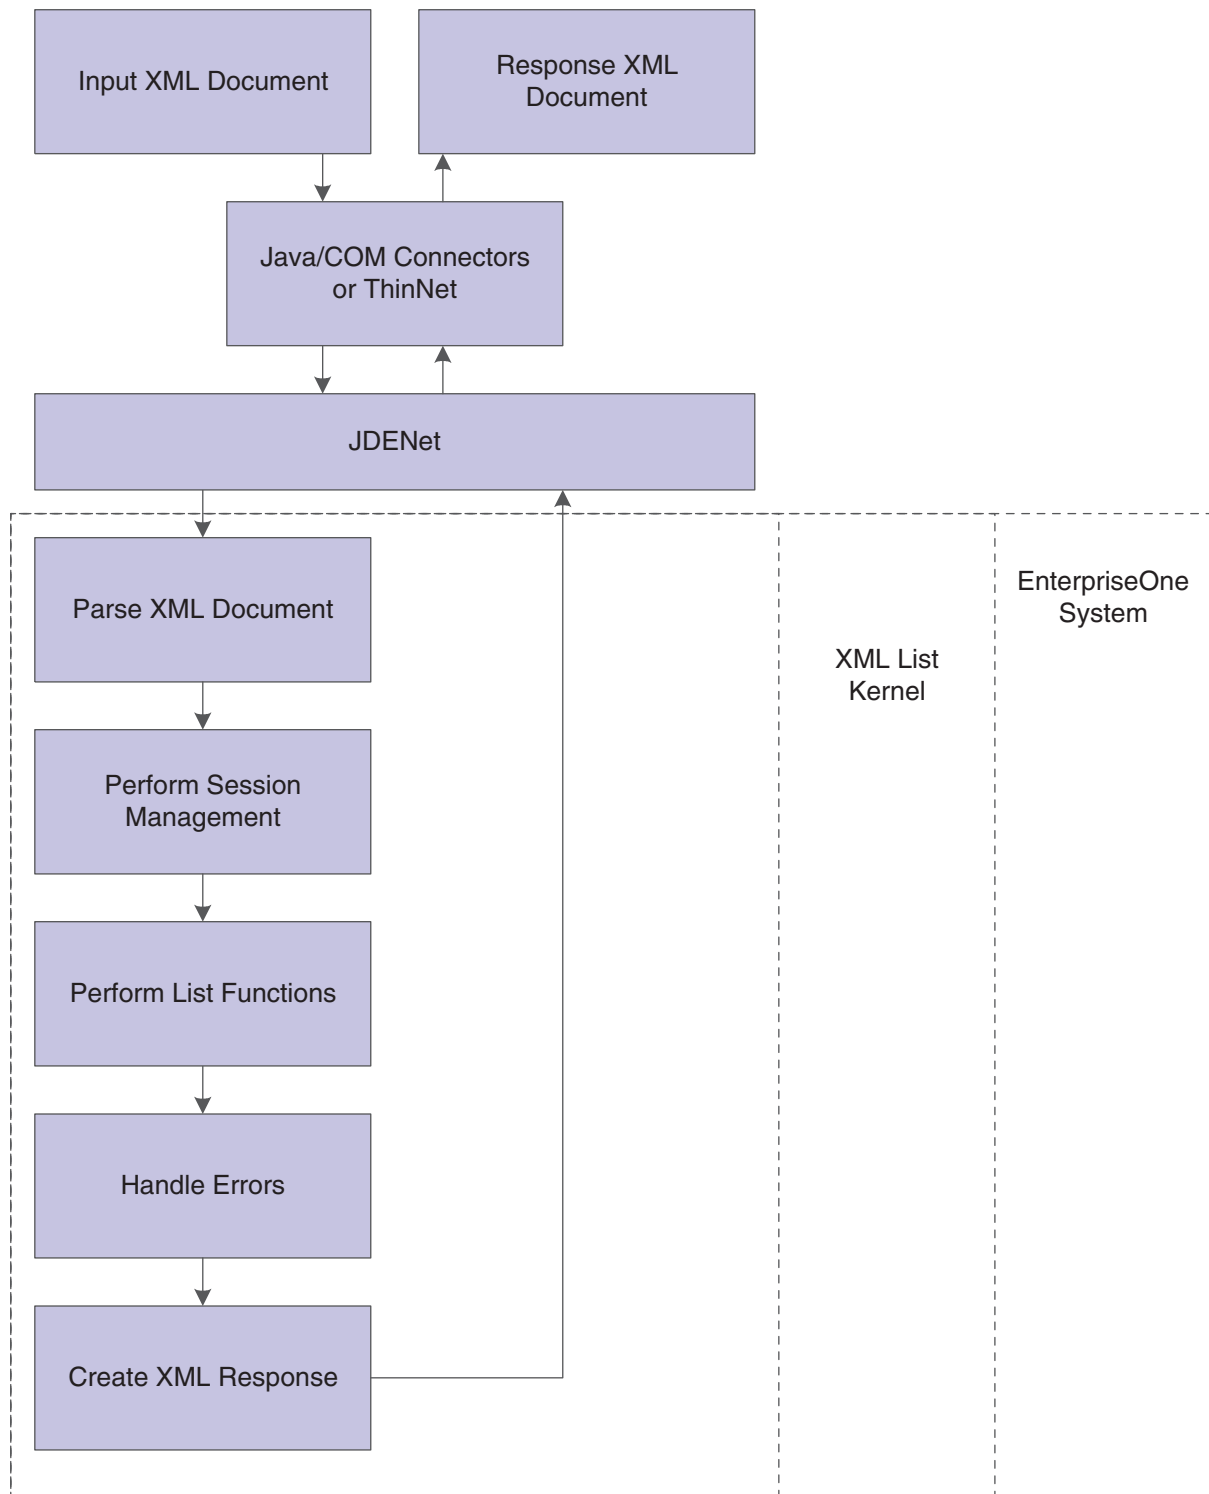 Input XML Document
Response XML
Document
Java/COM Connectors
or ThinNet
JDENet
Parse XML Document
EnterpriseOne
System
XML List
Kernel
Perform Session
Management
Perform List Functions
Handle Errors
Create XML Response